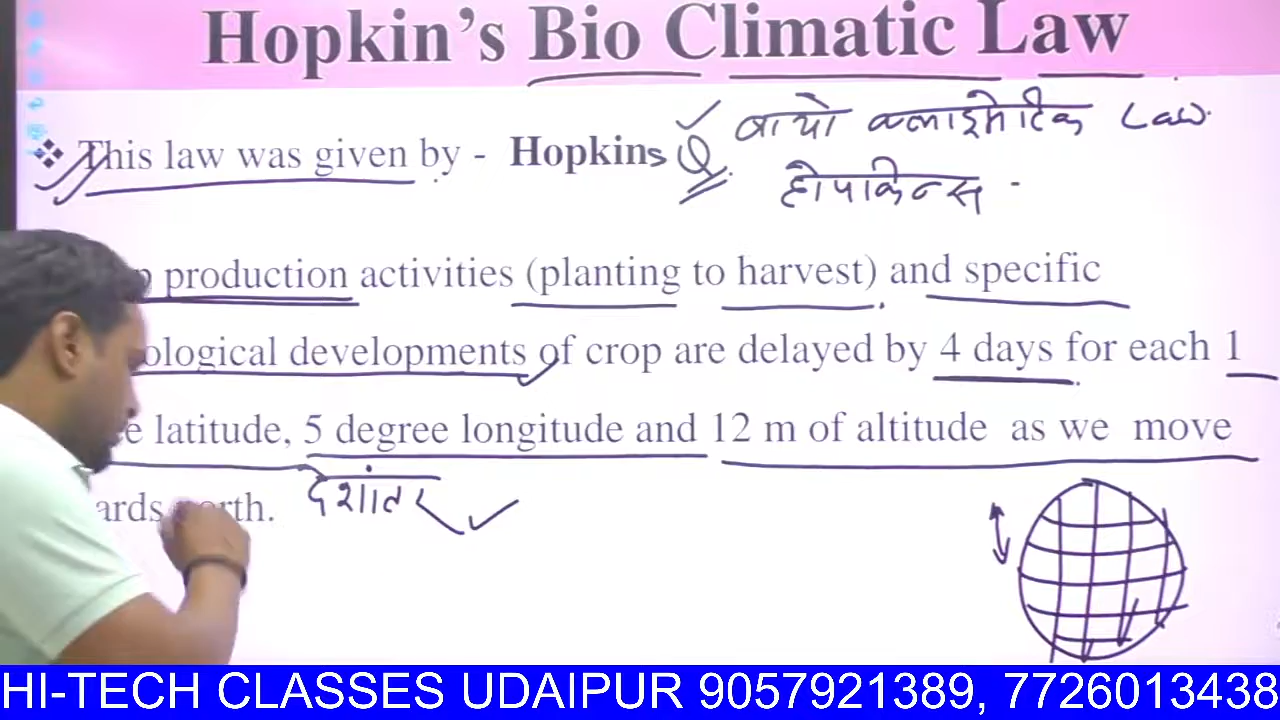 Hopkin's Bio Climatic Law
This law was given by - Hopkins
बायो क्लाइमेटिक Law.
होपकिन्स
production activities (planting to harvest) and specific
ological developments of crop are delayed by 4 days for each 1
e latitude, 5 degree longitude and 12 m of altitude as we move
ards north.
देशांतर
HI-TECH CLASSES UDAIPUR 9057921389, 7726013438